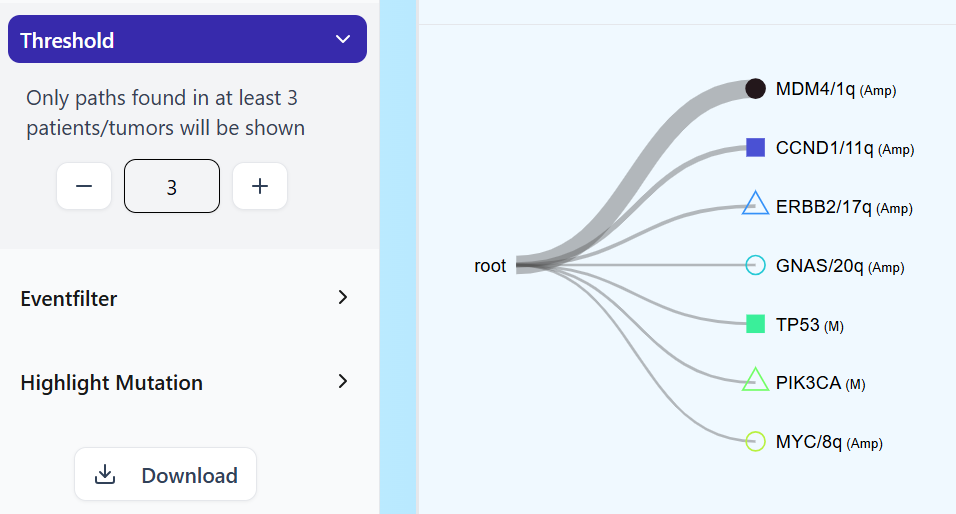 Threshold
Only paths found in at least 3
patients/tumors will be shown
3
Eventfilter
Highlight Mutation
Download
root
MDM4/1q (Amp)
CCND1/11q (Amp)
ERBB2/17q (Amp)
GNAS/20q (Amp)
TP53 (M)
PIK3CA (M)
MYC/8q (Amp)